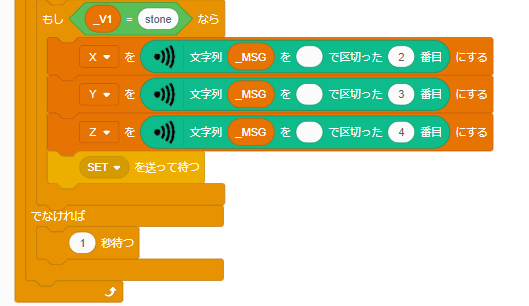 もし _V1 = stone なら
X を 文字列 _MSG を で区切った 2 番目 にする
Y を 文字列 _MSG を で区切った 3 番目 にする
Z を 文字列 _MSG を で区切った 4 番目 にする
SET を送って待つ
でなければ
1 秒待つ